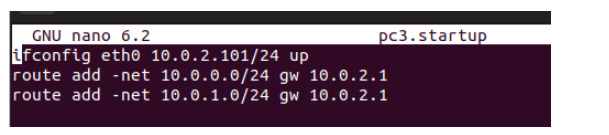 GNU nano 6.2 pc3.startup
ifconfig eth0 10.0.2.101/24 up
route add -net 10.0.0.0/24 gw 10.0.2.1
route add -net 10.0.1.0/24 gw 10.0.2.1